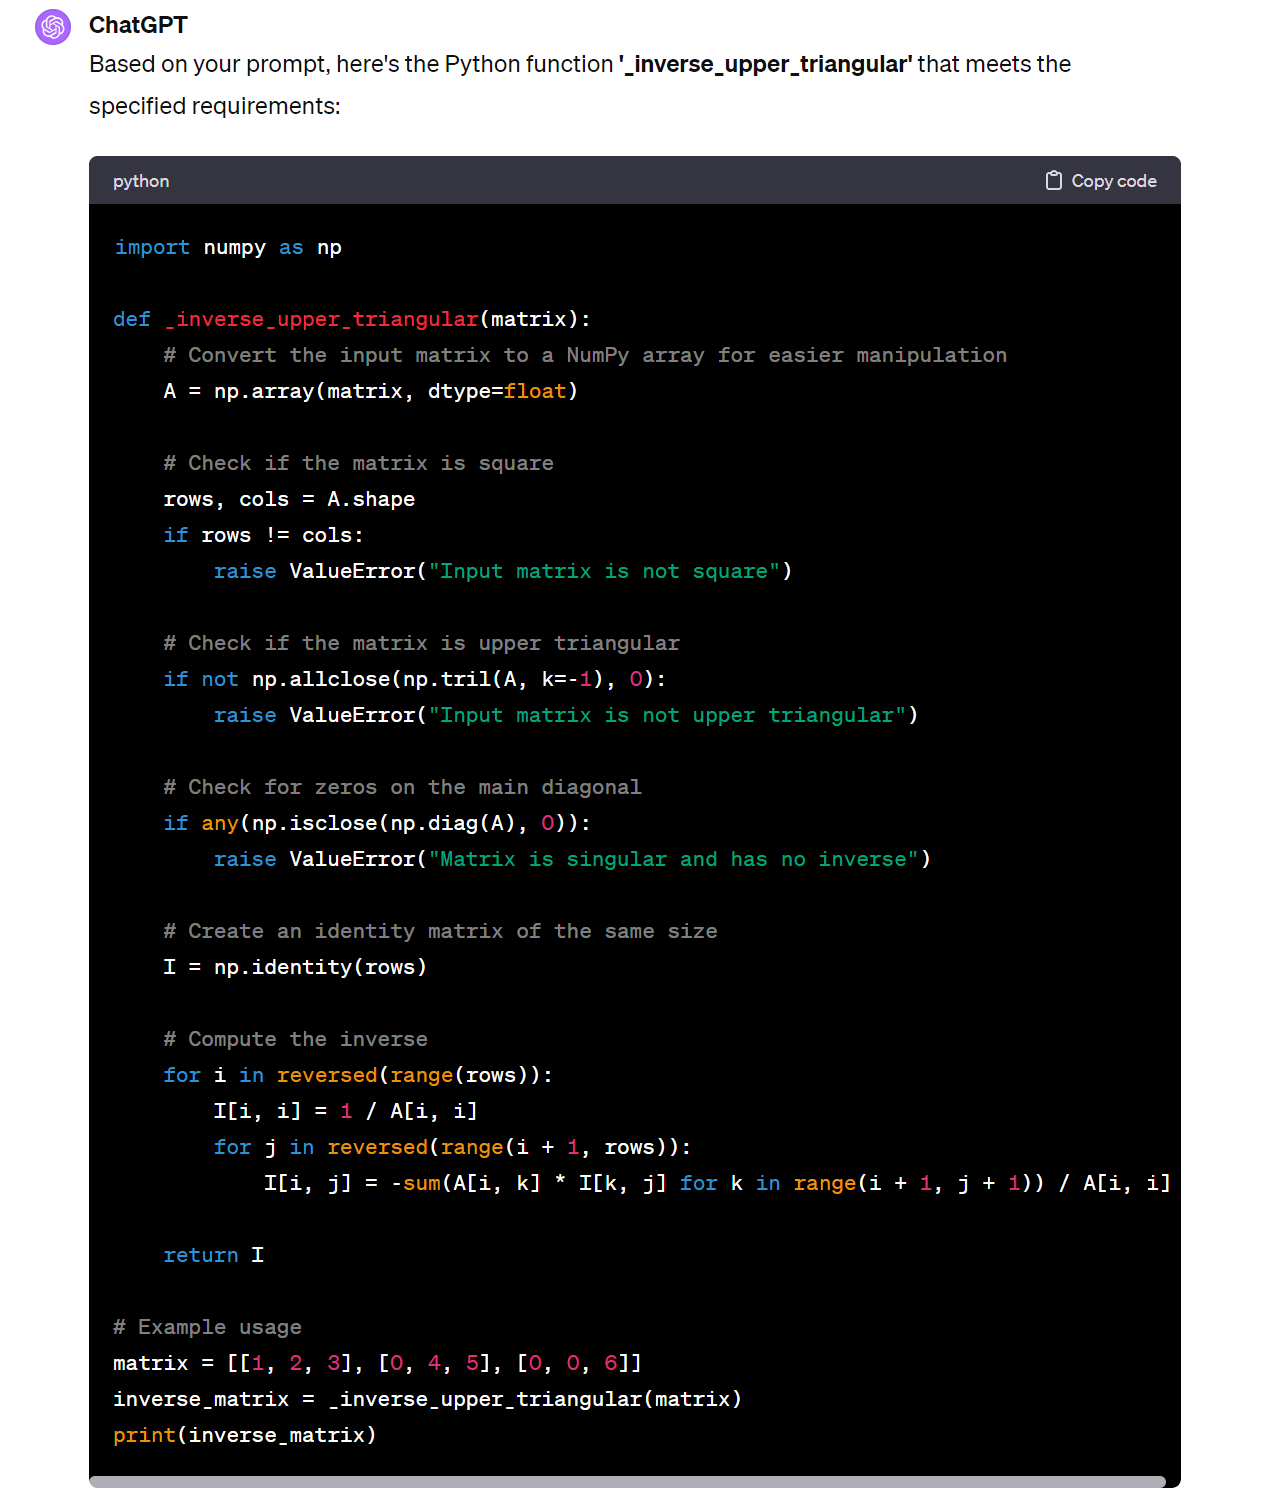 ChatGPT
Based on your prompt, here's the Python function '_inverse_upper_triangular' that meets the
specified requirements:
python
Copy code
import numpy as np
def _inverse_upper_triangular(matrix):
    # Convert the input matrix to a NumPy array for easier manipulation
    A = np.array(matrix, dtype=float)
    # Check if the matrix is square
    rows, cols = A.shape
    if rows != cols:
        raise ValueError("Input matrix is not square")
    # Check if the matrix is upper triangular
    if not np.allclose(np.tril(A, k=-1), 0):
        raise ValueError("Input matrix is not upper triangular")
    # Check for zeros on the main diagonal
    if any(np.isclose(np.diag(A), 0)):
        raise ValueError("Matrix is singular and has no inverse")
    # Create an identity matrix of the same size
    I = np.identity(rows)
    # Compute the inverse
    for i in reversed(range(rows)):
        I[i, i] = 1 / A[i, i]
        for j in reversed(range(i + 1, rows)):
            I[i, j] = -sum(A[i, k] * I[k, j] for k in range(i + 1, j + 1)) / A[i, i]
    return I
# Example usage
matrix = [[1, 2, 3], [0, 4, 5], [0, 0, 6]]
inverse_matrix = _inverse_upper_triangular(matrix)
print(inverse_matrix)